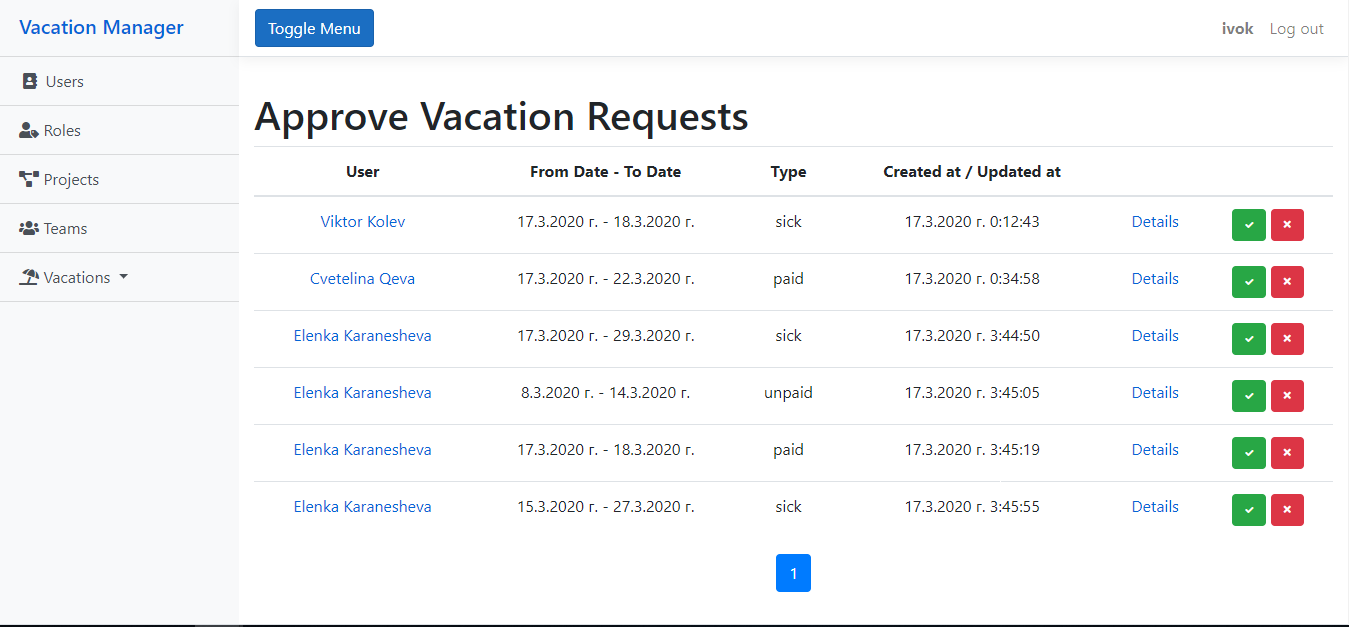 Vacation Manager
Toggle Menu
ivok Log out
Users
Roles
Projects
Teams
Vacations
Approve Vacation Requests
User From Date - To Date Type Created at / Updated at
Viktor Kolev 17.3.2020 г. - 18.3.2020 г. sick 17.3.2020 г. 0:12:43 Details
Cvetelina Qeva 17.3.2020 г. - 22.3.2020 г. paid 17.3.2020 г. 0:34:58 Details
Elenka Karanesheva 17.3.2020 г. - 29.3.2020 г. sick 17.3.2020 г. 3:44:50 Details
Elenka Karanesheva 8.3.2020 г. - 14.3.2020 г. unpaid 17.3.2020 г. 3:45:05 Details
Elenka Karanesheva 17.3.2020 г. - 18.3.2020 г. paid 17.3.2020 г. 3:45:19 Details
Elenka Karanesheva 15.3.2020 г. - 27.3.2020 г. sick 17.3.2020 г. 3:45:55 Details
1